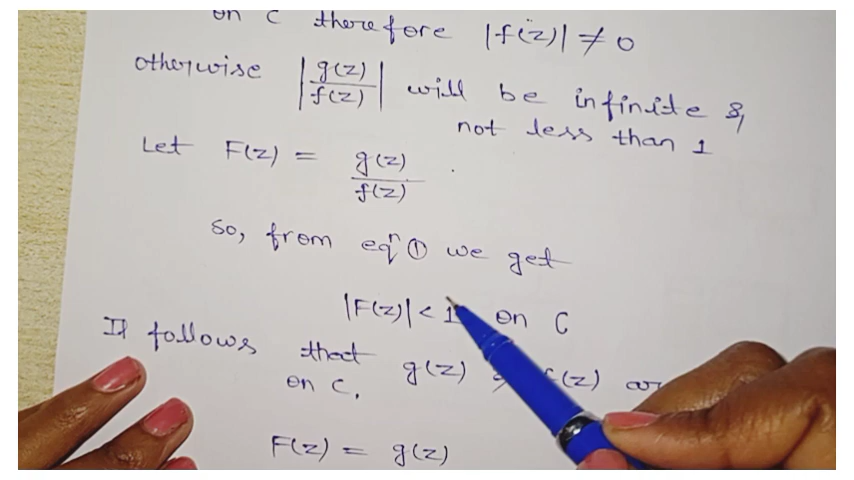 on C therefore |f(z)| ≠ 0
otherwise |g(z)/f(z)| will be infinite &
not less than 1
Let F(z) = g(z)/f(z) .
so, from eqⁿ ① we get
|F(z)| < 1 on C
It follows that g(z) & f(z)
on C,
F(z) = g(z)